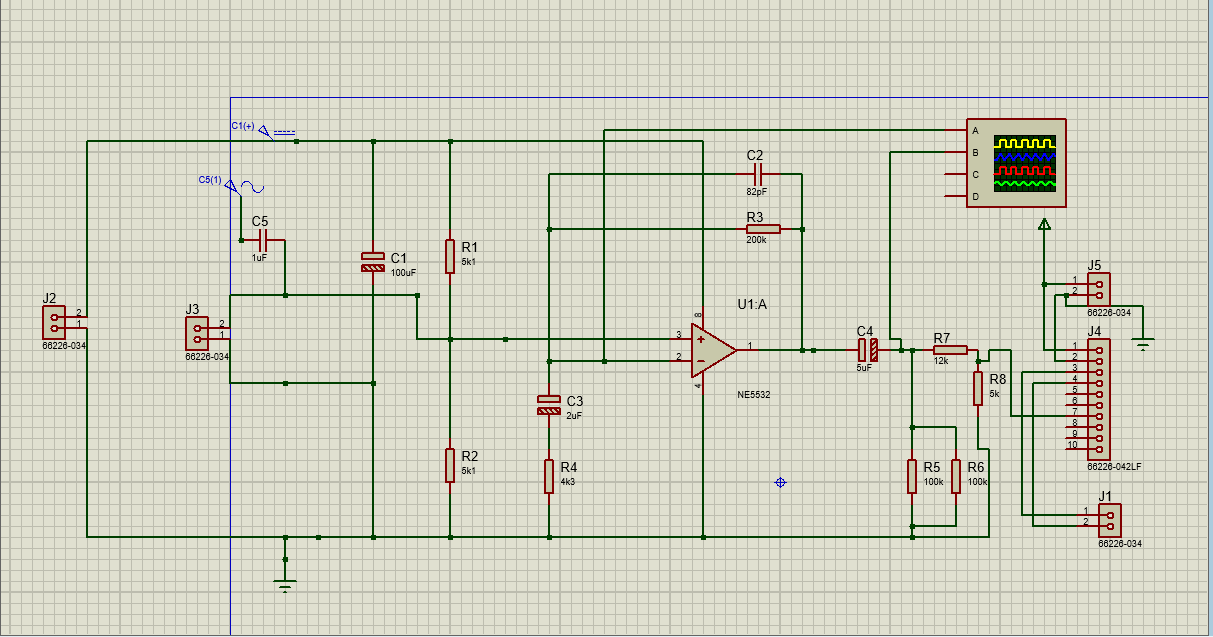 C1(+)
C5(1)
C5
1uF
J2
2
1
66226-034
J3
2
1
66226-034
C1
100uF
R1
5k1
R2
5k1
C2
82pF
R3
200k
U1:A
8
3
2
1
4
NE5532
C3
2uF
R4
4k3
C4
5uF
R7
12k
R8
5k
R5
100k
R6
100k
A
B
C
D
J5
1
2
66226-034
J4
1
2
3
4
5
6
7
8
9
10
66226-042LF
J1
1
2
66226-034